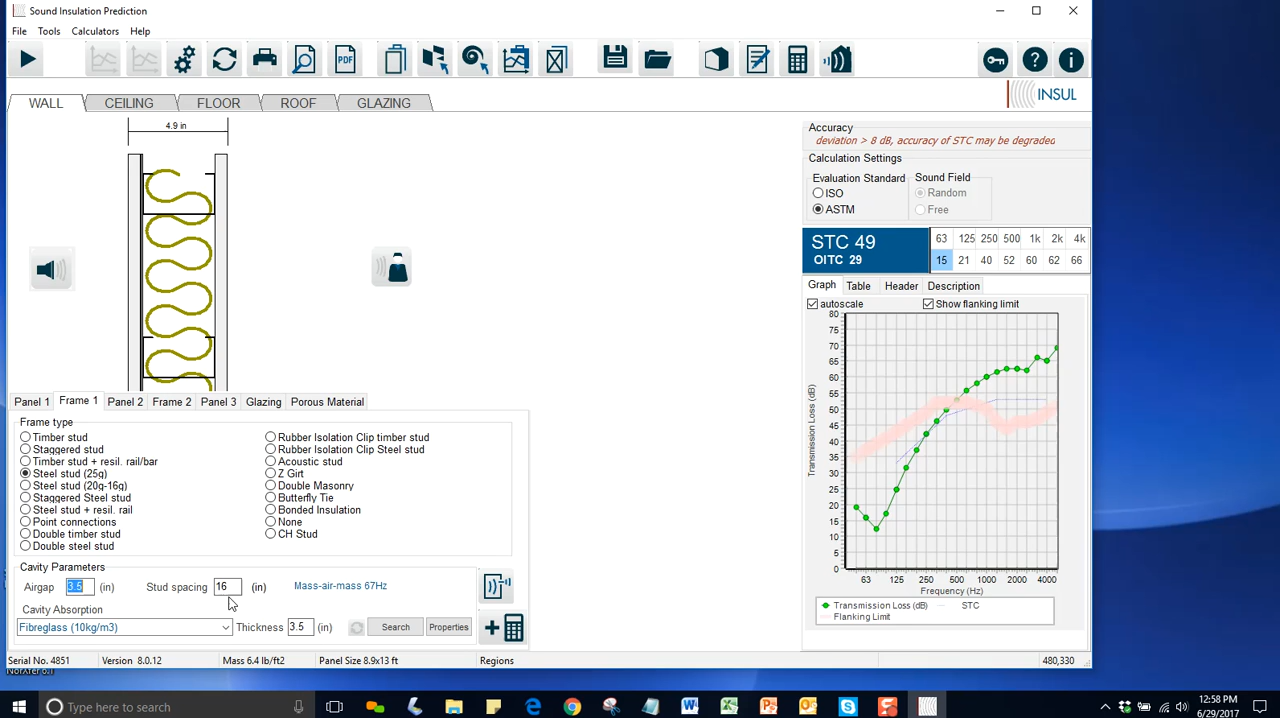 Sound Insulation Prediction
File Tools Calculators Help
PDF
WALL CEILING FLOOR ROOF GLAZING
INSUL
4.9 in
Accuracy
deviation > 8 dB, accuracy of STC may be degraded
Calculation Settings
Evaluation Standard Sound Field
ISO Random
ASTM Free
STC 49
OITC 29
63 125 250 500 1k 2k 4k
15 21 40 52 60 62 66
Graph Table Header Description
autoscale Show flanking limit
80
75
70
65
60
55
50
45
40
35
30
25
20
15
10
5
0
Transmission Loss (dB)
63 125 250 500 1000 2000 4000
Frequency (Hz)
Transmission Loss (dB) STC
Flanking Limit
Panel 1 Frame 1 Panel 2 Frame 2 Panel 3 Glazing Porous Material
Frame type
Timber stud Rubber Isolation Clip timber stud
Staggered stud Rubber Isolation Clip Steel stud
Timber stud + resil. rail/bar Acoustic stud
Steel stud (25g) Z Girt
Steel stud (20g-16g) Double Masonry
Staggered Steel stud Butterfly Tie
Steel stud + resil. rail Bonded Insulation
Point connections None
Double timber stud CH Stud
Double steel stud
Cavity Parameters
Airgap 3.5 (in) Stud spacing 16 (in) Mass-air-mass 67Hz
Cavity Absorption
Fibreglass (10kg/m3) Thickness 3.5 (in) Search Properties
Serial No. 4851 Version 8.0.12 Mass 6.4 lb/ft2 Panel Size 8.9x13 ft Regions 480,330
Type here to search
12:58 PM
6/29/2017